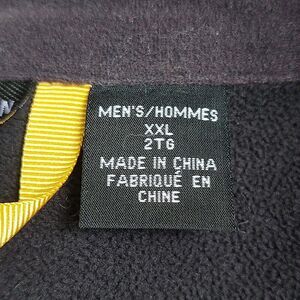 MEN'S/HOMMES
XXL
2TG
MADE IN CHINA
FABRIQUÉ EN
CHINE